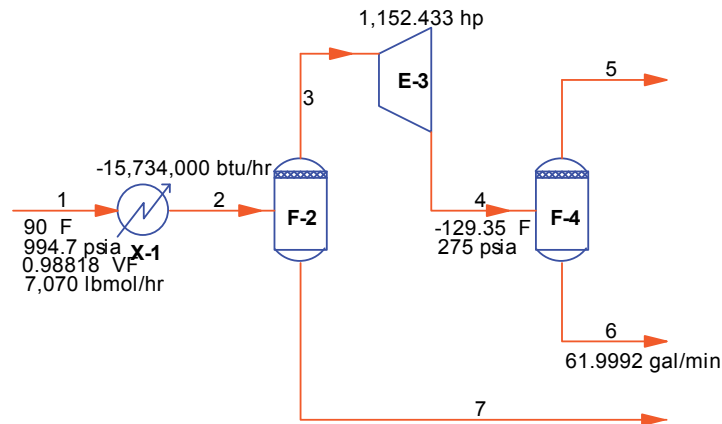 1,152.433 hp
5
E-3
3
-15,734,000 btu/hr
1
2
F-2
4
F-4
90 F
-129.35 F
994.7 psia
X-1
275 psia
0.98818 VF
7,070 lbmol/hr
6
61.9992 gal/min
7